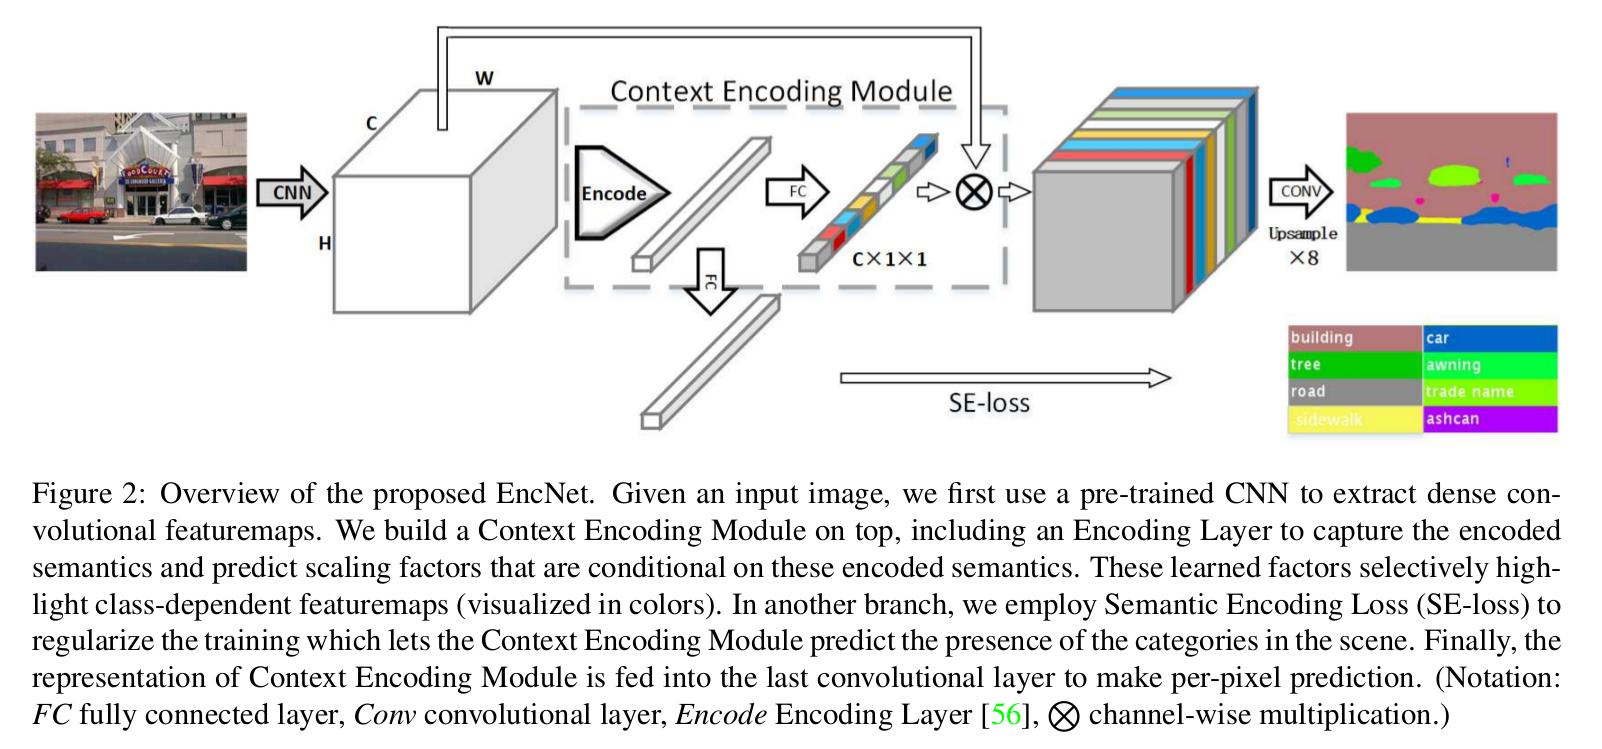 W
Context Encoding Module
C
CNN
Encode
FC
H
C×1×1
FC
CONV
Upsample
×8
SE-loss
building car
tree awning
road trade name
sidewalk ashcan
Figure 2: Overview of the proposed EncNet. Given an input image, we first use a pre-trained CNN to extract dense con-
volutional featuremaps. We build a Context Encoding Module on top, including an Encoding Layer to capture the encoded
semantics and predict scaling factors that are conditional on these encoded semantics. These learned factors selectively high-
light class-dependent featuremaps (visualized in colors). In another branch, we employ Semantic Encoding Loss (SE-loss) to
regularize the training which lets the Context Encoding Module predict the presence of the categories in the scene. Finally, the
representation of Context Encoding Module is fed into the last convolutional layer to make per-pixel prediction. (Notation:
FC fully connected layer, Conv convolutional layer, Encode Encoding Layer [56], ⊗ channel-wise multiplication.)